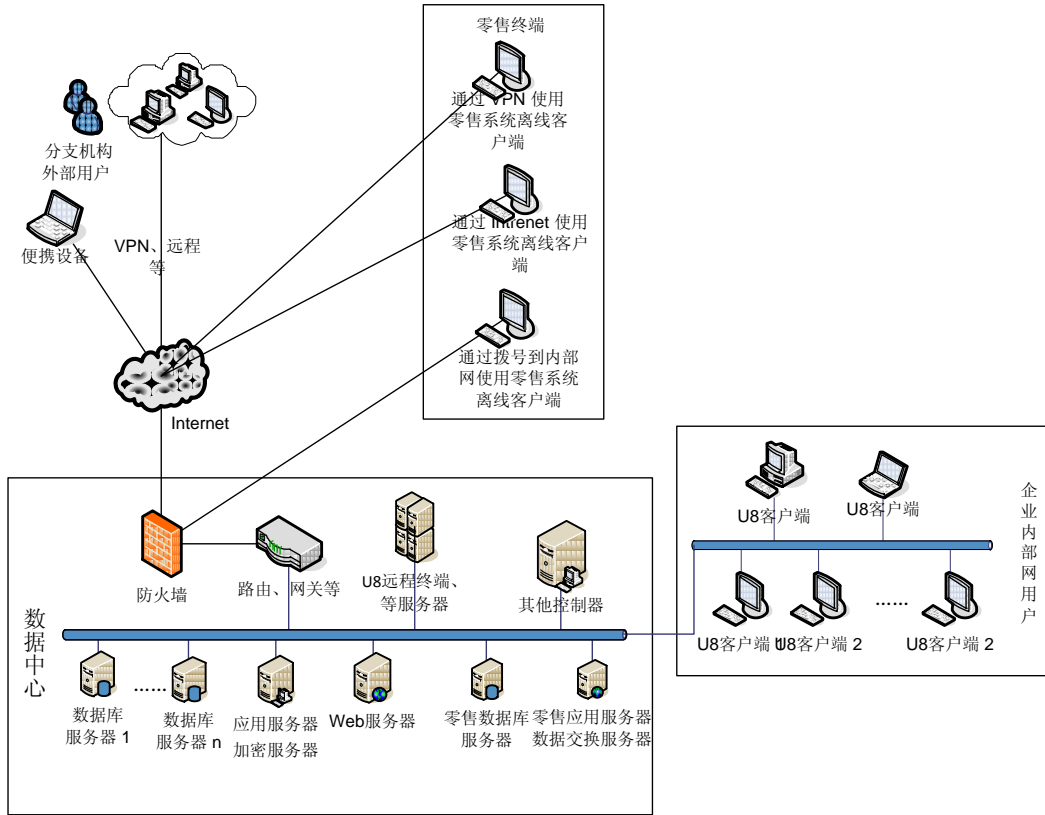 零售终端
通过 VPN 使用
零售系统离线客
户端
通过 Intrenet 使用
零售系统离线客户
端
通过拨号到内部
网使用零售系统
离线客户端
分支机构
外部用户
便携设备
VPN、远程
等
Internet
防火墙
路由、网关等
U8远程终端、
等服务器
其他控制器
数据中心
数据库
服务器 1
......
数据库
服务器 n
应用服务器
加密服务器
Web服务器
零售数据库
服务器
零售应用服务器
数据交换服务器
企业内部网用户
U8客户端
U8客户端
U8客户端 1
U8客户端 2
......
U8客户端 2